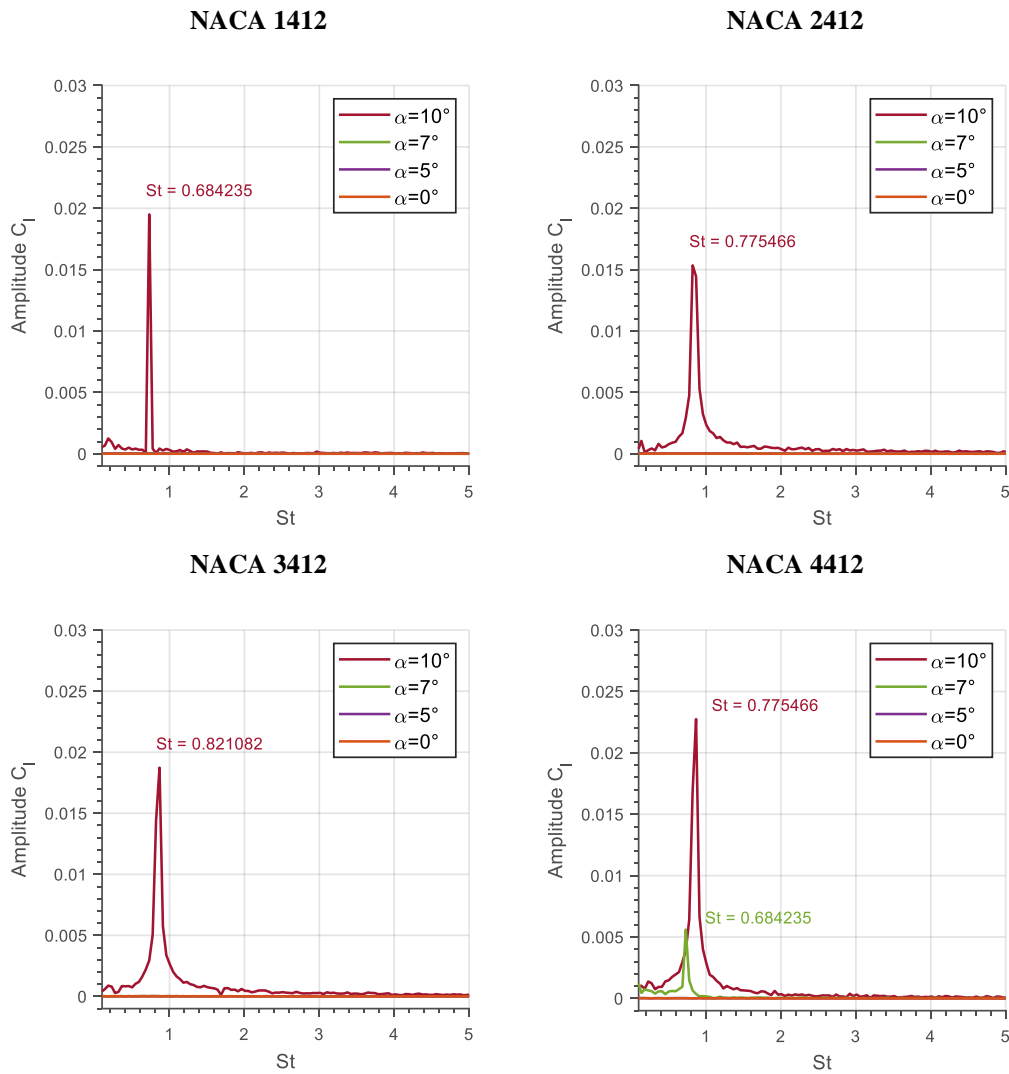 NACA 1412
NACA 2412
0.03
0.025
0.02
0.015
0.01
0.005
0
Amplitude C_l
St = 0.684235
α=10°
α=7°
α=5°
α=0°
1
2
3
4
5
St
0.03
0.025
0.02
0.015
0.01
0.005
0
Amplitude C_l
St = 0.775466
α=10°
α=7°
α=5°
α=0°
1
2
3
4
5
St
NACA 3412
NACA 4412
0.03
0.025
0.02
0.015
0.01
0.005
0
Amplitude C_l
St = 0.821082
α=10°
α=7°
α=5°
α=0°
1
2
3
4
5
St
0.03
0.025
0.02
0.015
0.01
0.005
0
Amplitude C_l
St = 0.775466
St = 0.684235
α=10°
α=7°
α=5°
α=0°
1
2
3
4
5
St